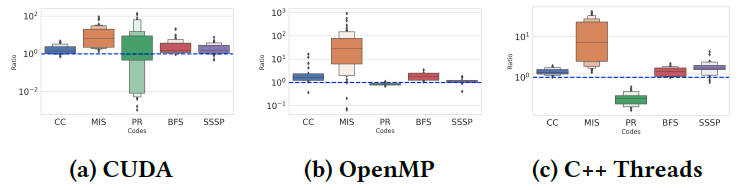 10²
10⁰
10⁻²
Ratio
CC MIS PR BFS SSSP
Codes
(a) CUDA
10³
10²
10¹
10⁰
10⁻¹
Ratio
CC MIS PR BFS SSSP
Codes
(b) OpenMP
10¹
10⁰
Ratio
CC MIS PR BFS SSSP
Codes
(c) C++ Threads